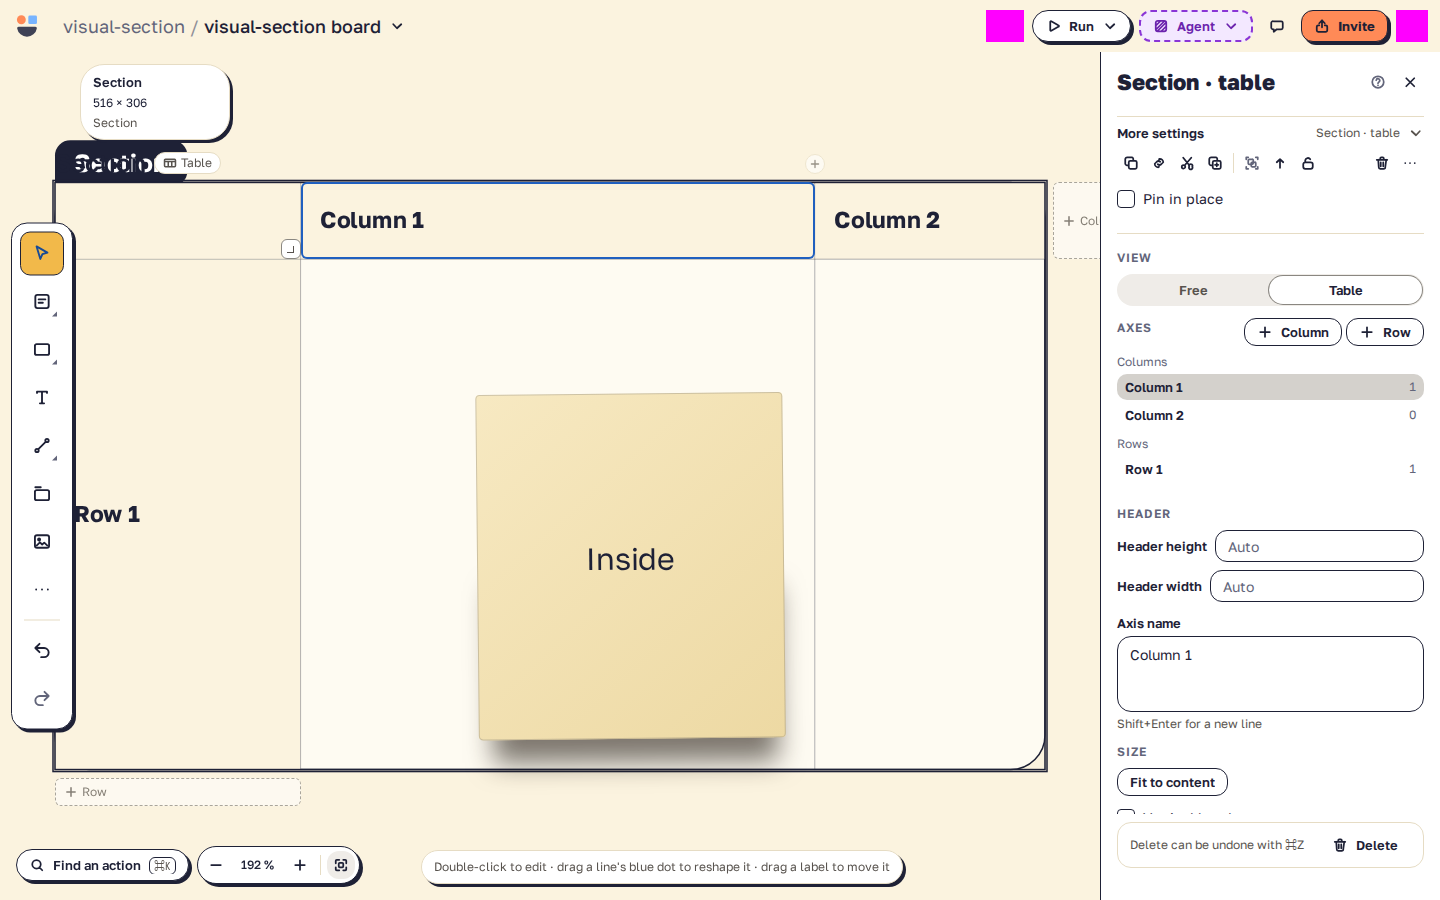 visual-section / visual-section board
Run
Agent
Invite
Section
516 × 306
Section
Section
Table
Column 1
Column 2
+ Col
Row 1
Inside
+ Row
Find an action ⌘K
192 %
Double-click to edit · drag a line's blue dot to reshape it · drag a label to move it
Section · table
More settings
Section · table
Pin in place
VIEW
Free
Table
AXES
+ Column
+ Row
Columns
Column 1 1
Column 2 0
Rows
Row 1 1
HEADER
Header height Auto
Header width Auto
Axis name
Column 1
Shift+Enter for a new line
SIZE
Fit to content
Delete can be undone with ⌘Z
Delete